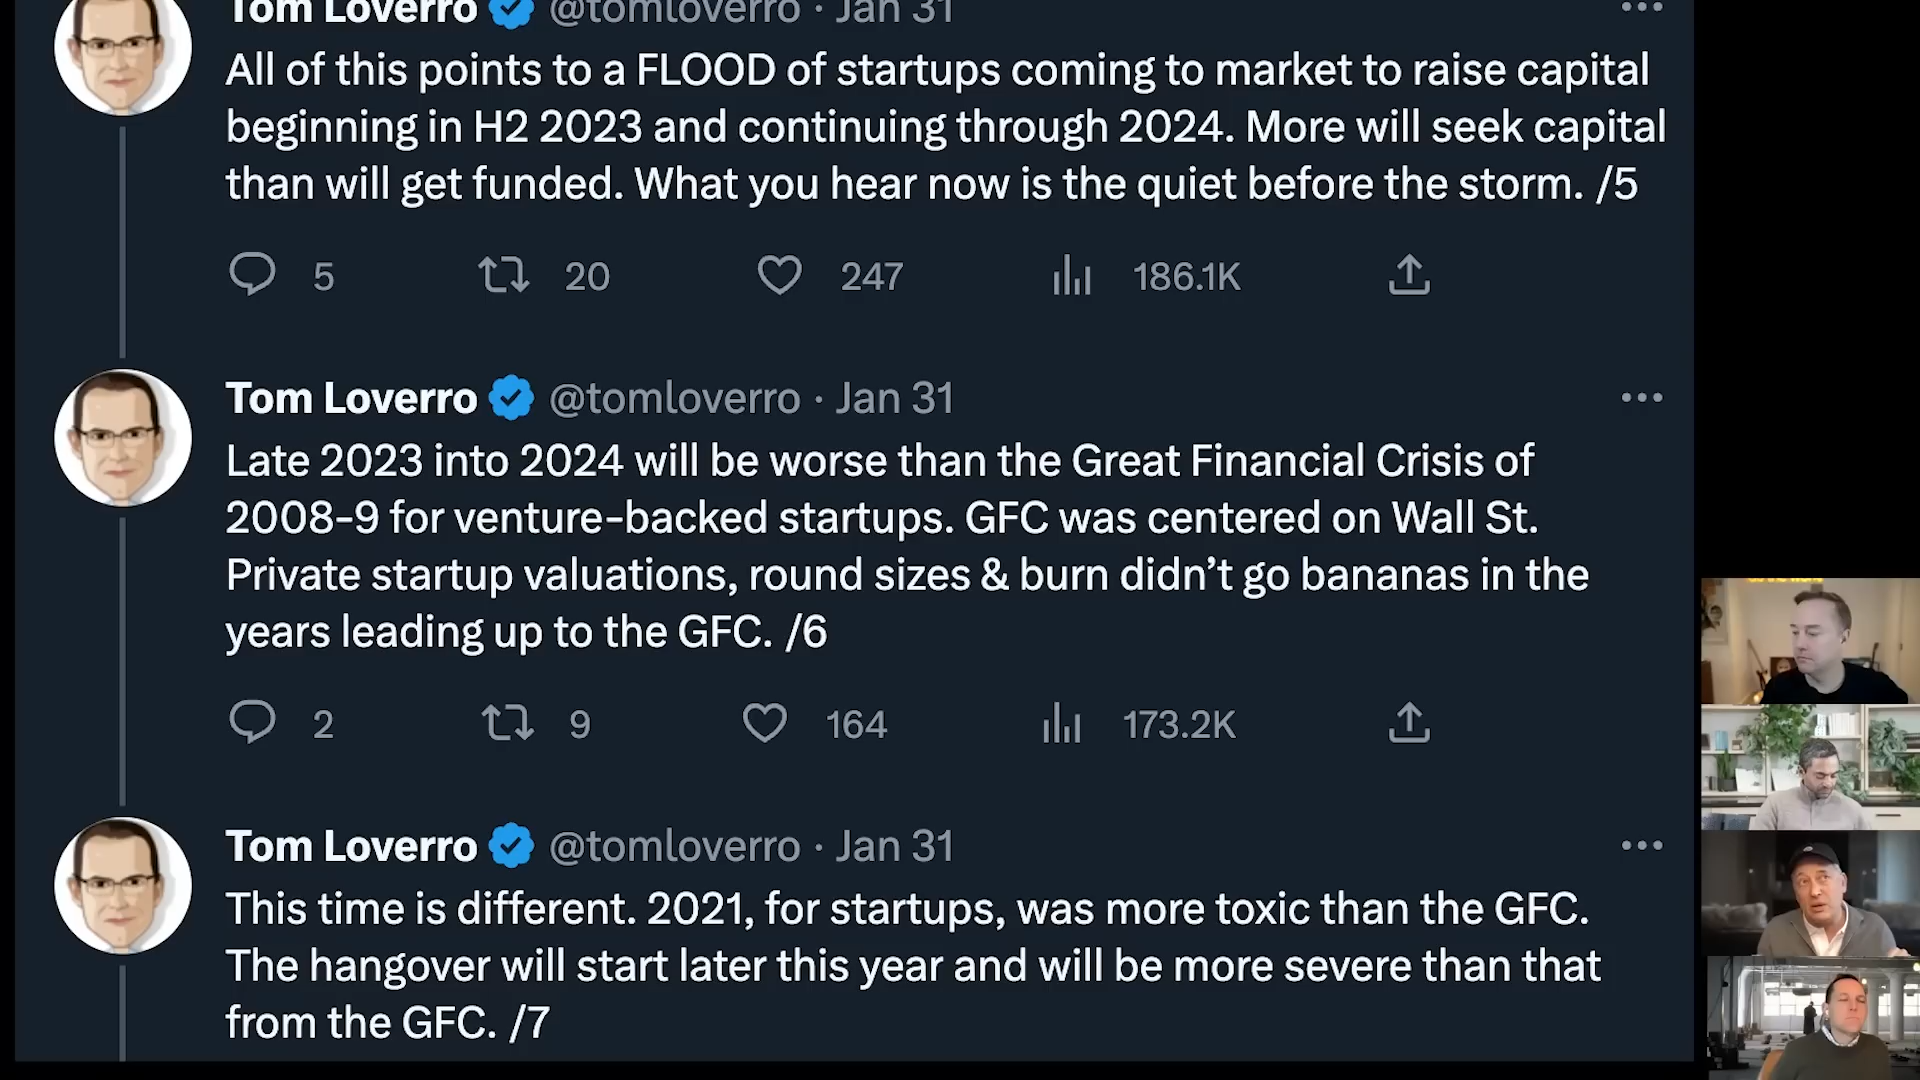 Tom Loverro @tomloverro · Jan 31
All of this points to a FLOOD of startups coming to market to raise capital
beginning in H2 2023 and continuing through 2024. More will seek capital
than will get funded. What you hear now is the quiet before the storm. /5
5 20 247 186.1K
Tom Loverro @tomloverro · Jan 31
Late 2023 into 2024 will be worse than the Great Financial Crisis of
2008-9 for venture-backed startups. GFC was centered on Wall St.
Private startup valuations, round sizes & burn didn’t go bananas in the
years leading up to the GFC. /6
2 9 164 173.2K
Tom Loverro @tomloverro · Jan 31
This time is different. 2021, for startups, was more toxic than the GFC.
The hangover will start later this year and will be more severe than that
from the GFC. /7